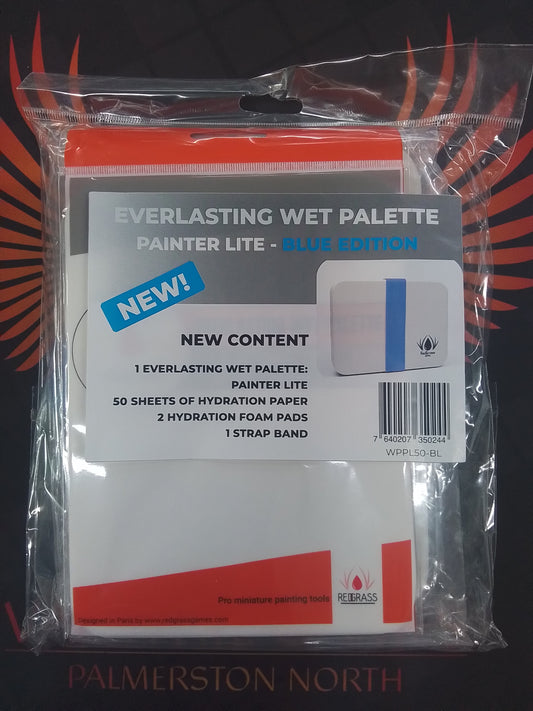 EVERLASTING WET PALETTE
PAINTER LITE - BLUE EDITION
NEW!
NEW CONTENT
1 EVERLASTING WET PALETTE:
PAINTER LITE
50 SHEETS OF HYDRATION PAPER
2 HYDRATION FOAM PADS
1 STRAP BAND
RedGrass
7 640207 350244
WPPL50-BL
Pro miniature painting tools
REDGRASS
Designed in Paris by www.redgrassgames.com
PALMERSTON NORTH